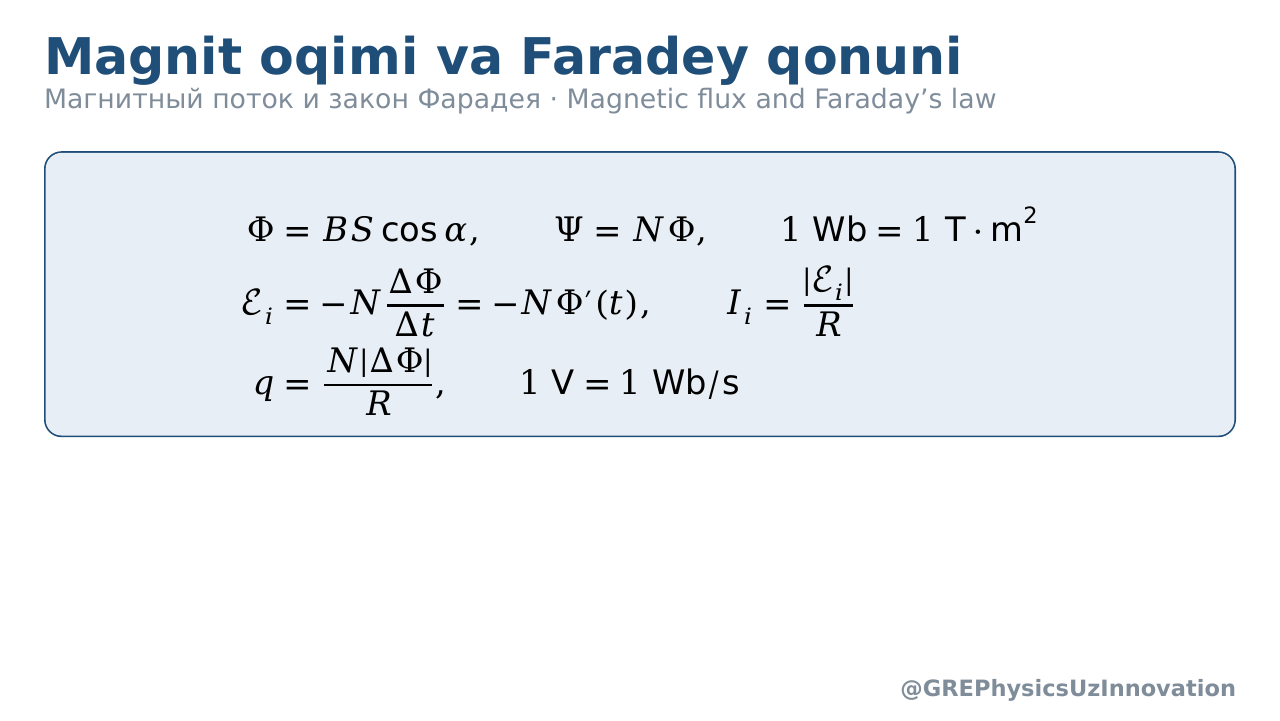 Magnit oqimi va Faradey qonuni
Магнитный поток и закон Фарадея · Magnetic flux and Faraday’s law
Φ = BS cos α, Ψ = NΦ, 1 Wb = 1 T · m²
ℰᵢ = −N ΔΦ/Δt = −NΦ′(t), Iᵢ = |ℰᵢ|/R
q = N|ΔΦ|/R, 1 V = 1 Wb/s
@GREPhysicsUzInnovation